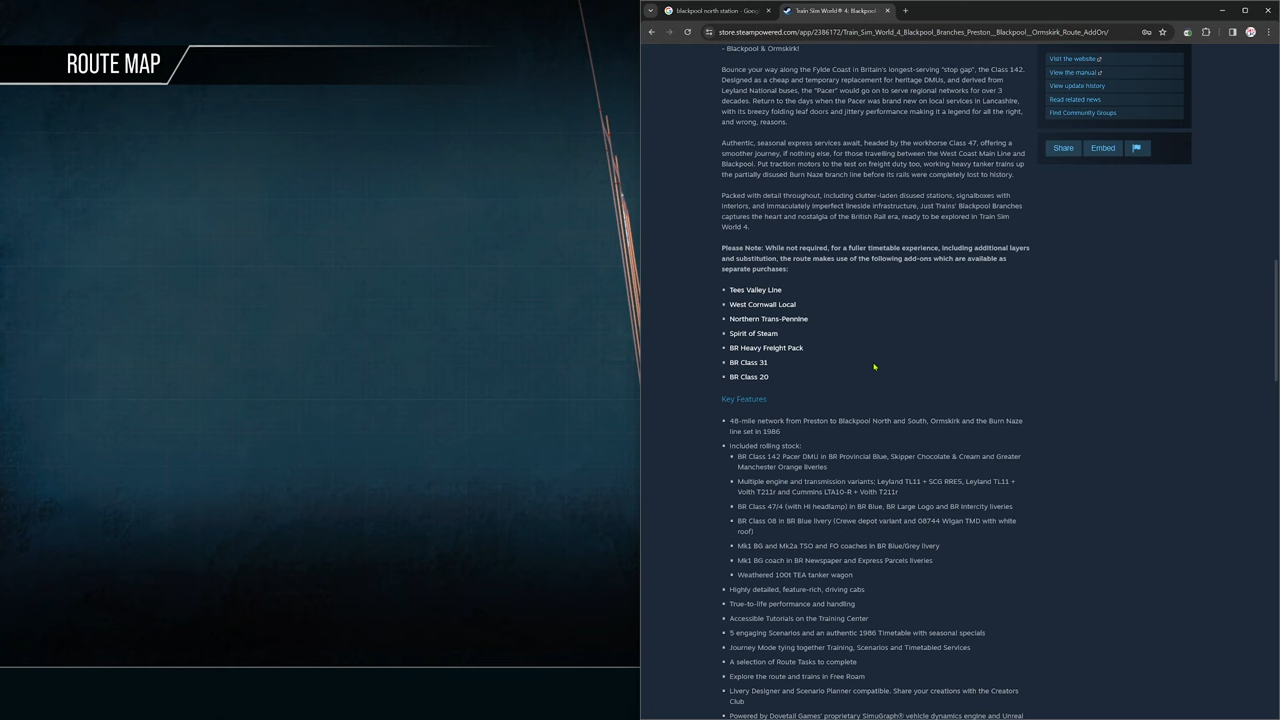 ROUTE MAP
blackpool north station - Goo
Train Sim World® 4: Blackpool
store.steampowered.com/app/2386172/Train_Sim_World_4_Blackpool_Branches_Preston__Blackpool__Ormskirk_Route_AddOn/
- Blackpool & Ormskirk!
Bounce your way along the Fylde Coast in Britain's longest-serving "stop gap", the Class 142.
Designed as a cheap and temporary replacement for heritage DMUs, and derived from
Leyland National buses, the "Pacer" would go on to serve regional networks for over 3
decades. Return to the days when the Pacer was brand new on local services in Lancashire,
with its breezy folding leaf doors and jittery performance making it a legend for all the right,
and wrong, reasons.
Authentic, seasonal express services await, headed by the workhorse Class 47, offering a
smoother journey, if nothing else, for those travelling between the West Coast Main Line and
Blackpool. Put traction motors to the test on freight duty too, working heavy tanker trains up
the partially disused Burn Naze branch line before its rails were completely lost to history.
Packed with detail throughout, including clutter-laden disused stations, signalboxes with
interiors, and immaculately imperfect lineside infrastructure, Just Trains' Blackpool Branches
captures the heart and nostalgia of the British Rail era, ready to be explored in Train Sim
World 4.
Please Note: While not required, for a fuller timetable experience, including additional layers
and substitution, the route makes use of the following add-ons which are available as
separate purchases:
Tees Valley Line
West Cornwall Local
Northern Trans-Pennine
Spirit of Steam
BR Heavy Freight Pack
BR Class 31
BR Class 20
Key Features
48-mile network from Preston to Blackpool North and South, Ormskirk and the Burn Naze
line set in 1986
Included rolling stock:
BR Class 142 Pacer DMU in BR Provincial Blue, Skipper Chocolate & Cream and Greater
Manchester Orange liveries
Multiple engine and transmission variants; Leyland TL11 + SCG RRE5, Leyland TL11 +
Voith T211r and Cummins LTA10-R + Voith T211r
BR Class 47/4 (with HI headlamp) in BR Blue, BR Large Logo and BR Intercity liveries
BR Class 08 in BR Blue livery (Crewe depot variant and 08744 Wigan TMD with white
roof)
Mk1 BG and Mk2a TSO and FO coaches in BR Blue/Grey livery
Mk1 BG coach in BR Newspaper and Express Parcels liveries
Weathered 100t TEA tanker wagon
Highly detailed, feature-rich, driving cabs
True-to-life performance and handling
Accessible Tutorials on the Training Center
5 engaging Scenarios and an authentic 1986 Timetable with seasonal specials
Journey Mode tying together Training, Scenarios and Timetabled Services
A selection of Route Tasks to complete
Explore the route and trains in Free Roam
Livery Designer and Scenario Planner compatible. Share your creations with the Creators
Club
Powered by Dovetail Games' proprietary SimuGraph® vehicle dynamics engine and Unreal
Visit the website
View the manual
View update history
Read related news
Find Community Groups
Share
Embed